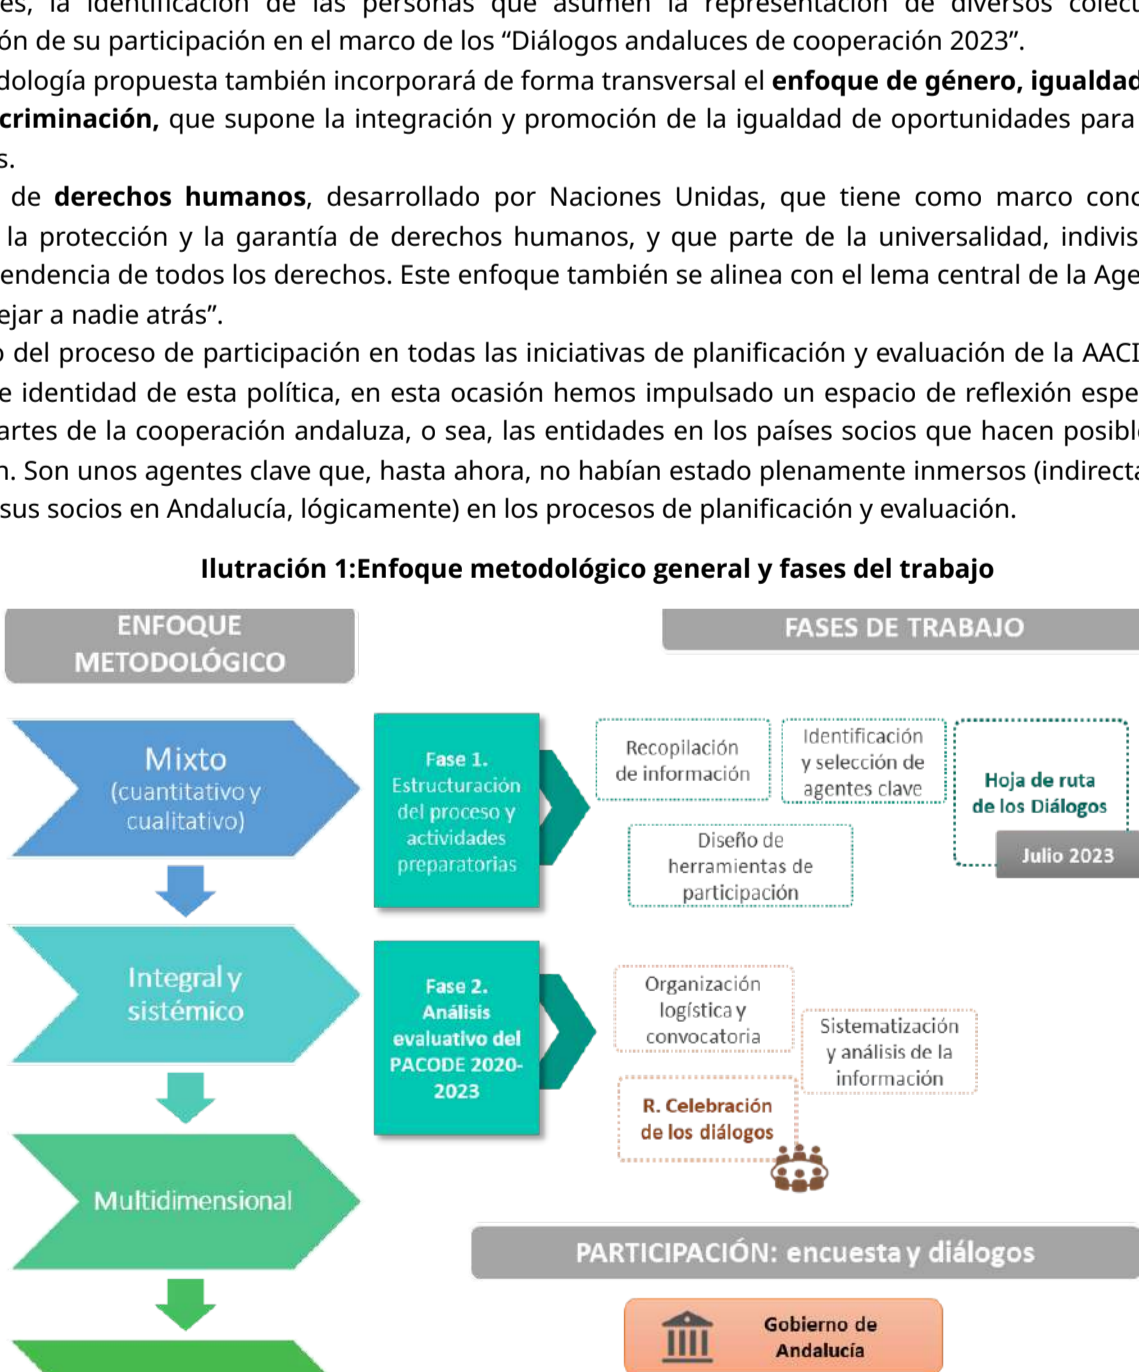 es, la identificación de las personas que asumen la representación de diversos colect
ón de su participación en el marco de los “Diálogos andaluces de cooperación 2023”.
dología propuesta también incorporará de forma transversal el enfoque de género, igualdad
criminación, que supone la integración y promoción de la igualdad de oportunidades para
s.
de derechos humanos, desarrollado por Naciones Unidas, que tiene como marco conc
la protección y la garantía de derechos humanos, y que parte de la universalidad, indivis
endencia de todos los derechos. Este enfoque también se alinea con el lema central de la Age
ejar a nadie atrás”.
o del proceso de participación en todas las iniciativas de planificación y evaluación de la AACI
e identidad de esta política, en esta ocasión hemos impulsado un espacio de reflexión espe
artes de la cooperación andaluza, o sea, las entidades en los países socios que hacen posible
n. Son unos agentes clave que, hasta ahora, no habían estado plenamente inmersos (indirecta
sus socios en Andalucía, lógicamente) en los procesos de planificación y evaluación.
Ilutración 1:Enfoque metodológico general y fases del trabajo
ENFOQUE
METODOLÓGICO
FASES DE TRABAJO
Mixto
(cuantitativo y
cualitativo)
Fase 1.
Estructuración
del proceso y
actividades
preparatorias
Recopilación
de información
Identificación
y selección de
agentes clave
Hoja de ruta
de los Diálogos
Julio 2023
Diseño de
herramientas de
participación
Integral y
sistémico
Fase 2.
Análisis
evaluativo del
PACODE 2020-
2023
Organización
logística y
convocatoria
Sistematización
y análisis de la
información
R. Celebración
de los diálogos
Multidimensional
PARTICIPACIÓN: encuesta y diálogos
Gobierno de
Andalucía